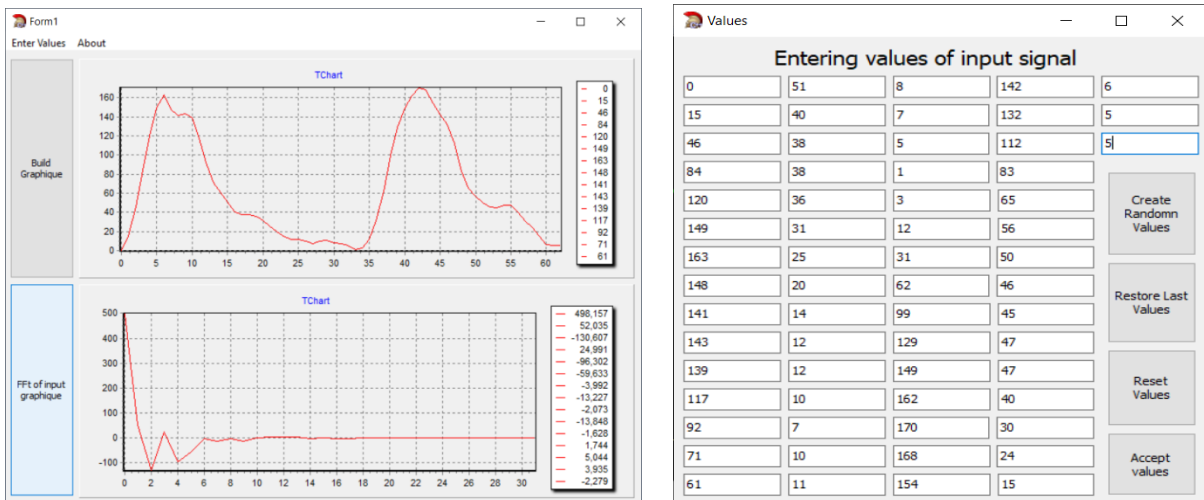 Form1
Enter Values About
Build
Graphique
TChart
160
140
120
100
80
60
40
20
0
0 5 10 15 20 25 30 35 40 45 50 55 60
0
15
46
84
120
149
163
148
141
143
139
117
92
71
61
FFt of input
graphique
TChart
500
400
300
200
100
0
-100
0 2 4 6 8 10 12 14 16 18 20 22 24 26 28 30
498,157
52,035
-130,607
24,991
-96,302
-59,633
-3,992
-13,227
-2,073
-13,848
-1,628
1,744
5,044
3,935
-2,279
Values
Entering values of input signal
0 51 8 142 6
15 40 7 132 5
46 38 5 112 5
84 38 1 83
120 36 3 65
149 31 12 56
163 25 31 50
148 20 62 46
141 14 99 45
143 12 129 47
139 12 149 47
117 10 162 40
92 7 170 30
71 10 168 24
61 11 154 15
Create
Randomn
Values
Restore Last
Values
Reset
Values
Accept
values